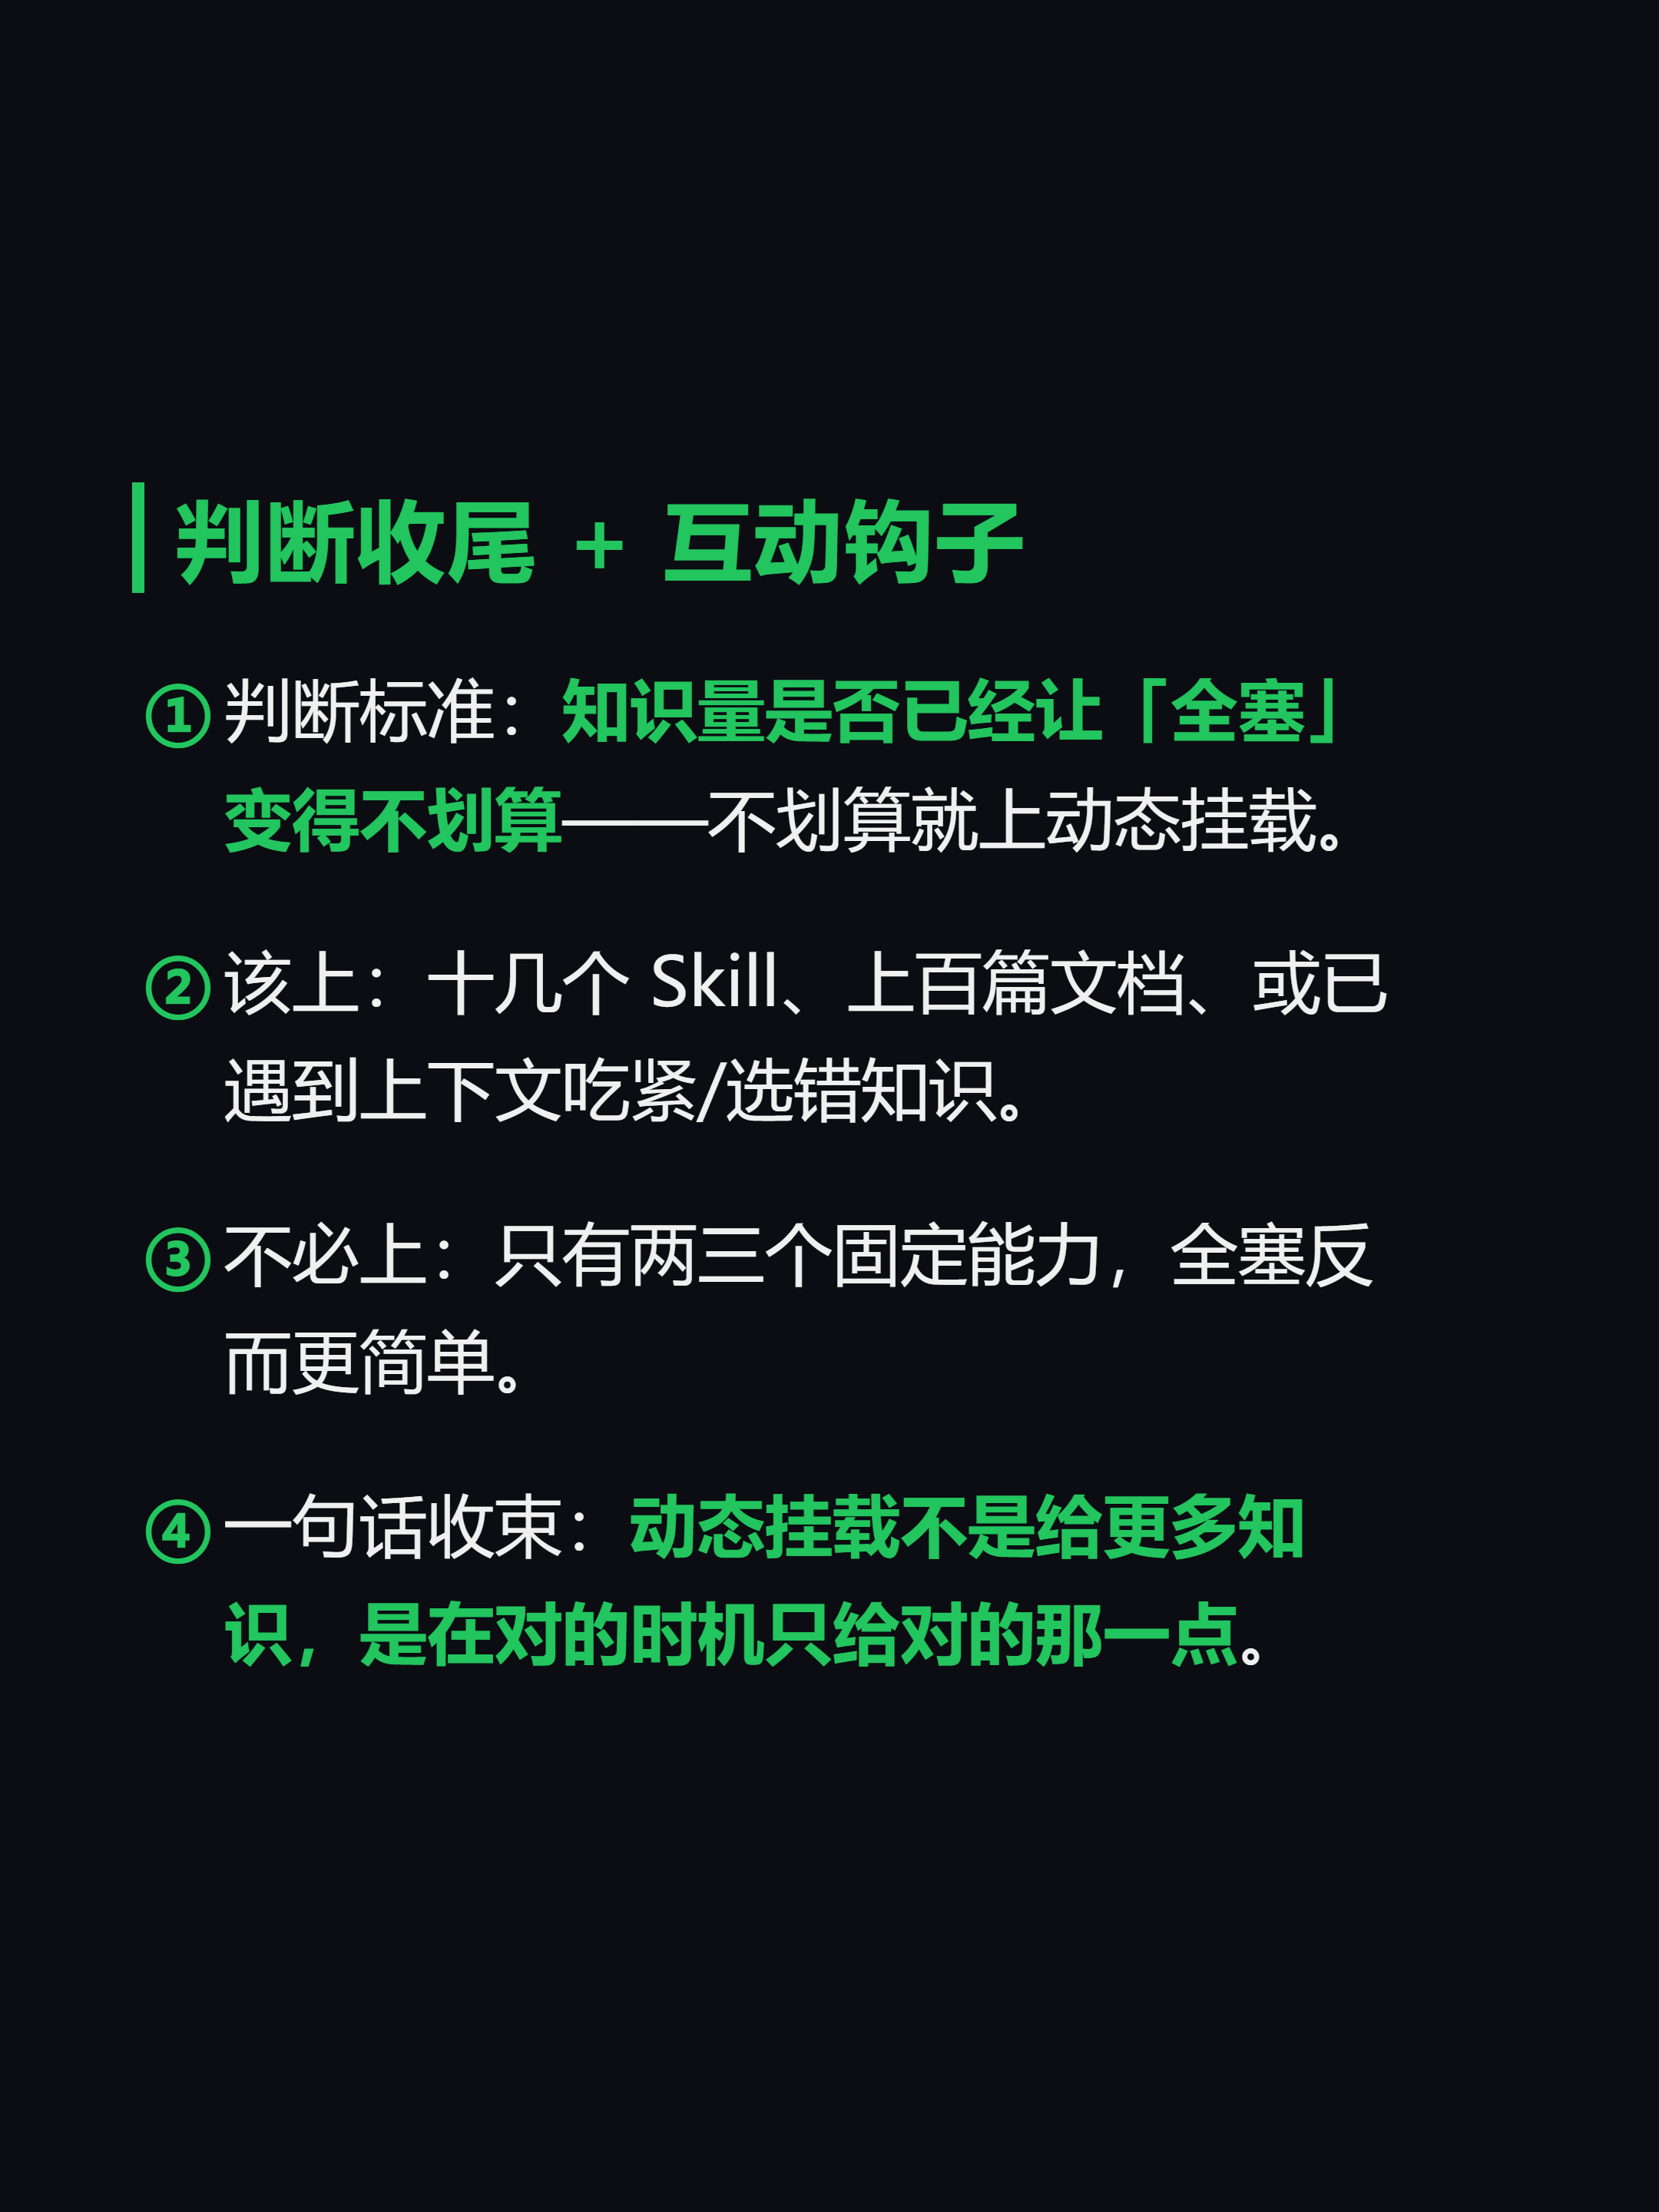 判断收尾 + 互动钩子
① 判断标准：知识量是否已经让「全塞」
变得不划算——不划算就上动态挂载。
② 该上：十几个 Skill、上百篇文档、或已
遇到上下文吃紧/选错知识。
③ 不必上：只有两三个固定能力，全塞反
而更简单。
④ 一句话收束：动态挂载不是给更多知
识，是在对的时机只给对的那一点。